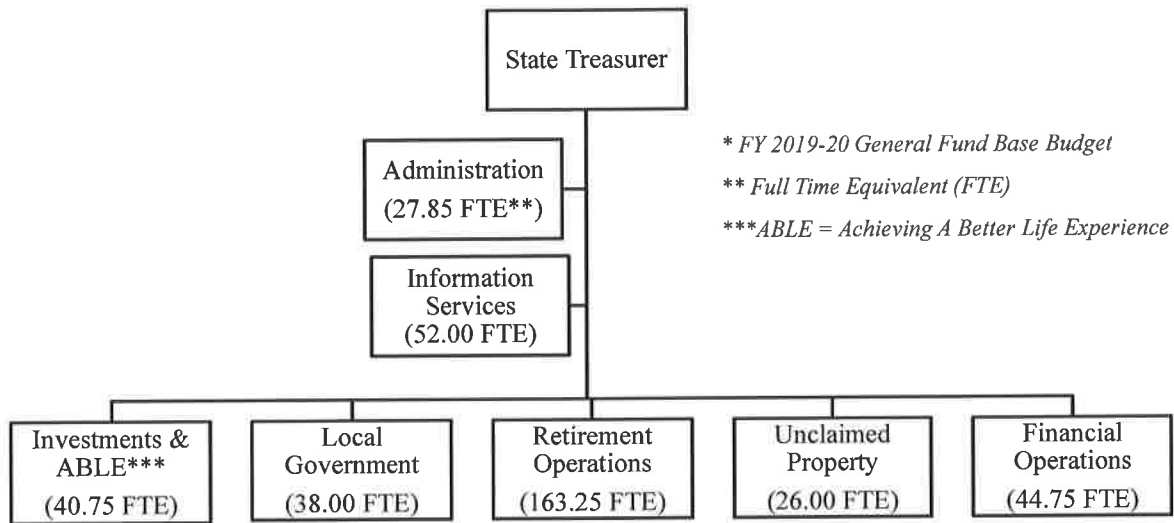 State Treasurer
* FY 2019-20 General Fund Base Budget
** Full Time Equivalent (FTE)
***ABLE = Achieving A Better Life Experience
Administration
(27.85 FTE**)
Information
Services
(52.00 FTE)
Investments &
ABLE***
(40.75 FTE)
Local
Government
(38.00 FTE)
Retirement
Operations
(163.25 FTE)
Unclaimed
Property
(26.00 FTE)
Financial
Operations
(44.75 FTE)